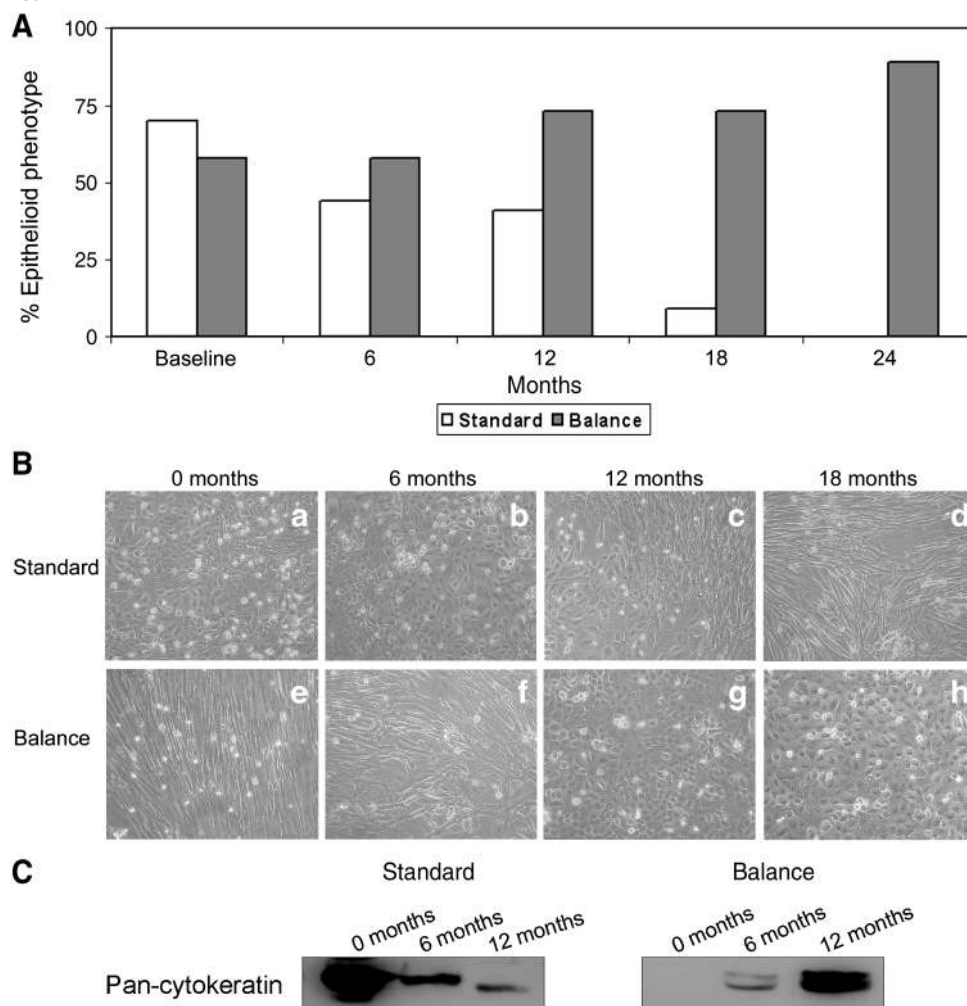 A
100
75
50
25
0
% Epithelioid phenotype
Baseline 6 12 18 24
Months
Standard Balance
B
0 months 6 months 12 months 18 months
Standard
a b c d
Balance
e f g h
C
Standard Balance
0 months 6 months 12 months 0 months 6 months 12 months
Pan-cytokeratin